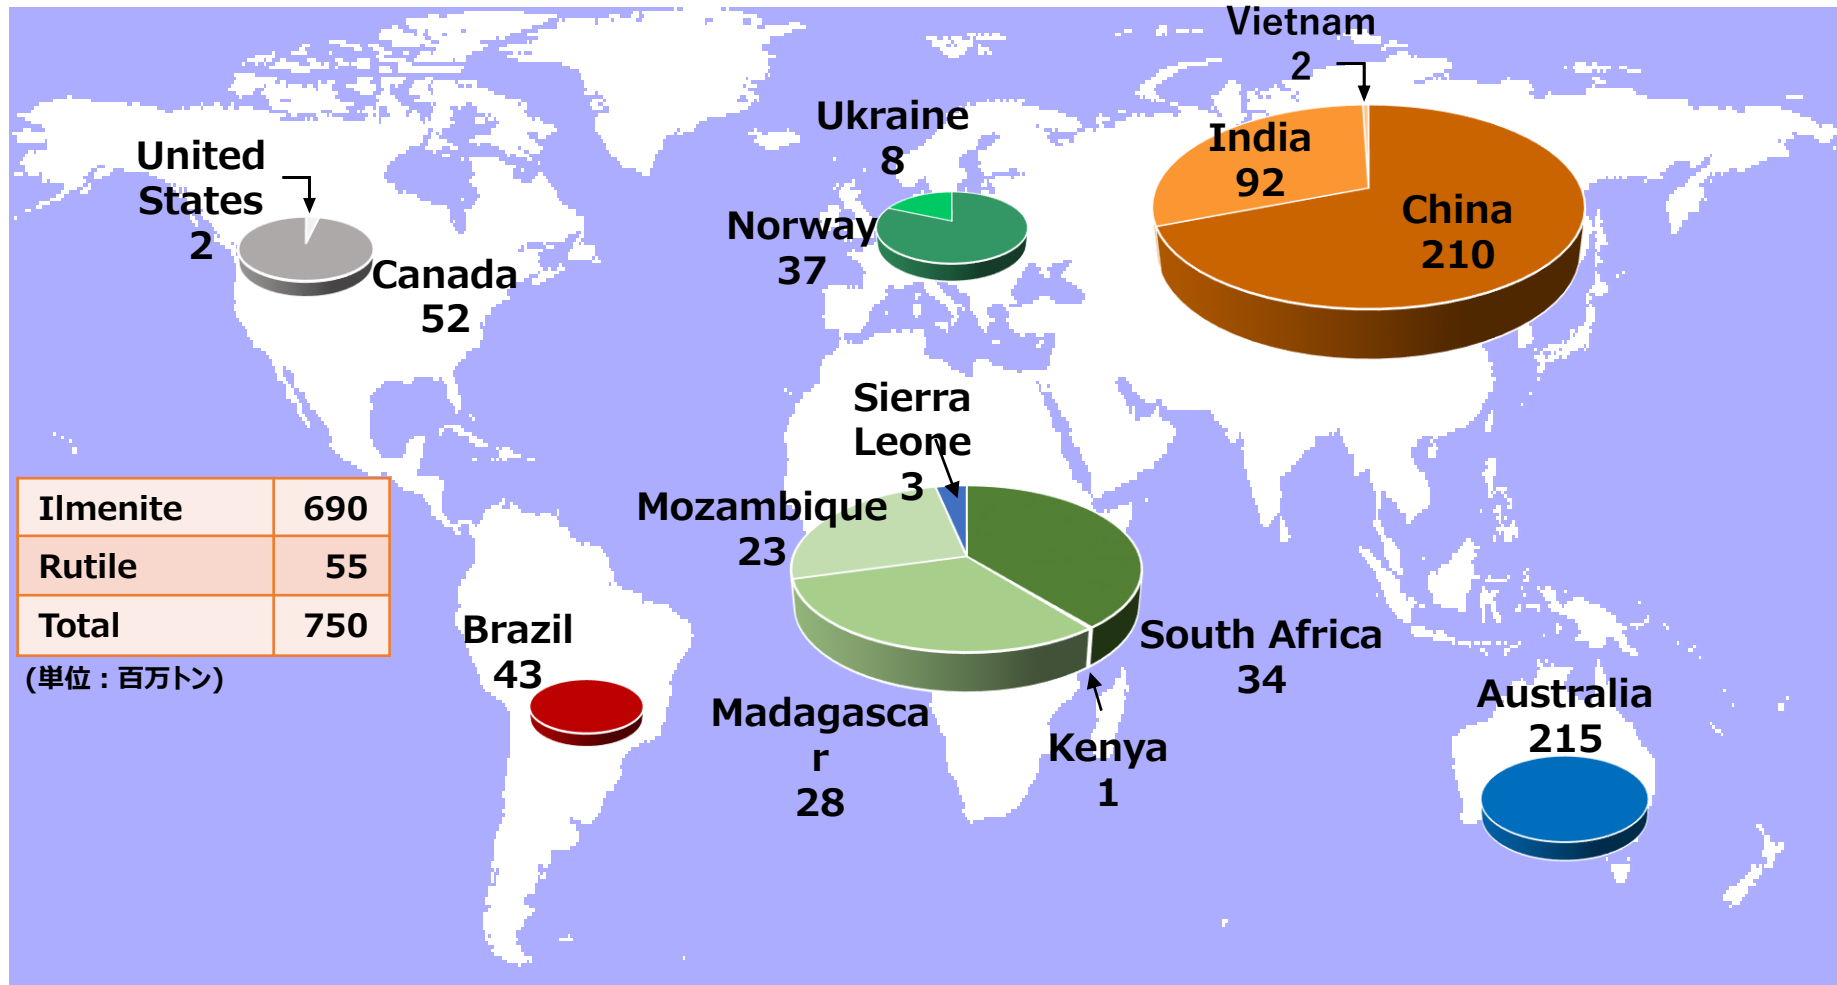 Vietnam
2
Ukraine
8
United
States
2
India
92
China
210
Norway
37
Canada
52
Sierra
Leone
3
Mozambique
23
Ilmenite 690
Rutile 55
Total 750
(単位：百万トン)
Brazil
43
South Africa
34
Madagasca
r
28
Kenya
1
Australia
215